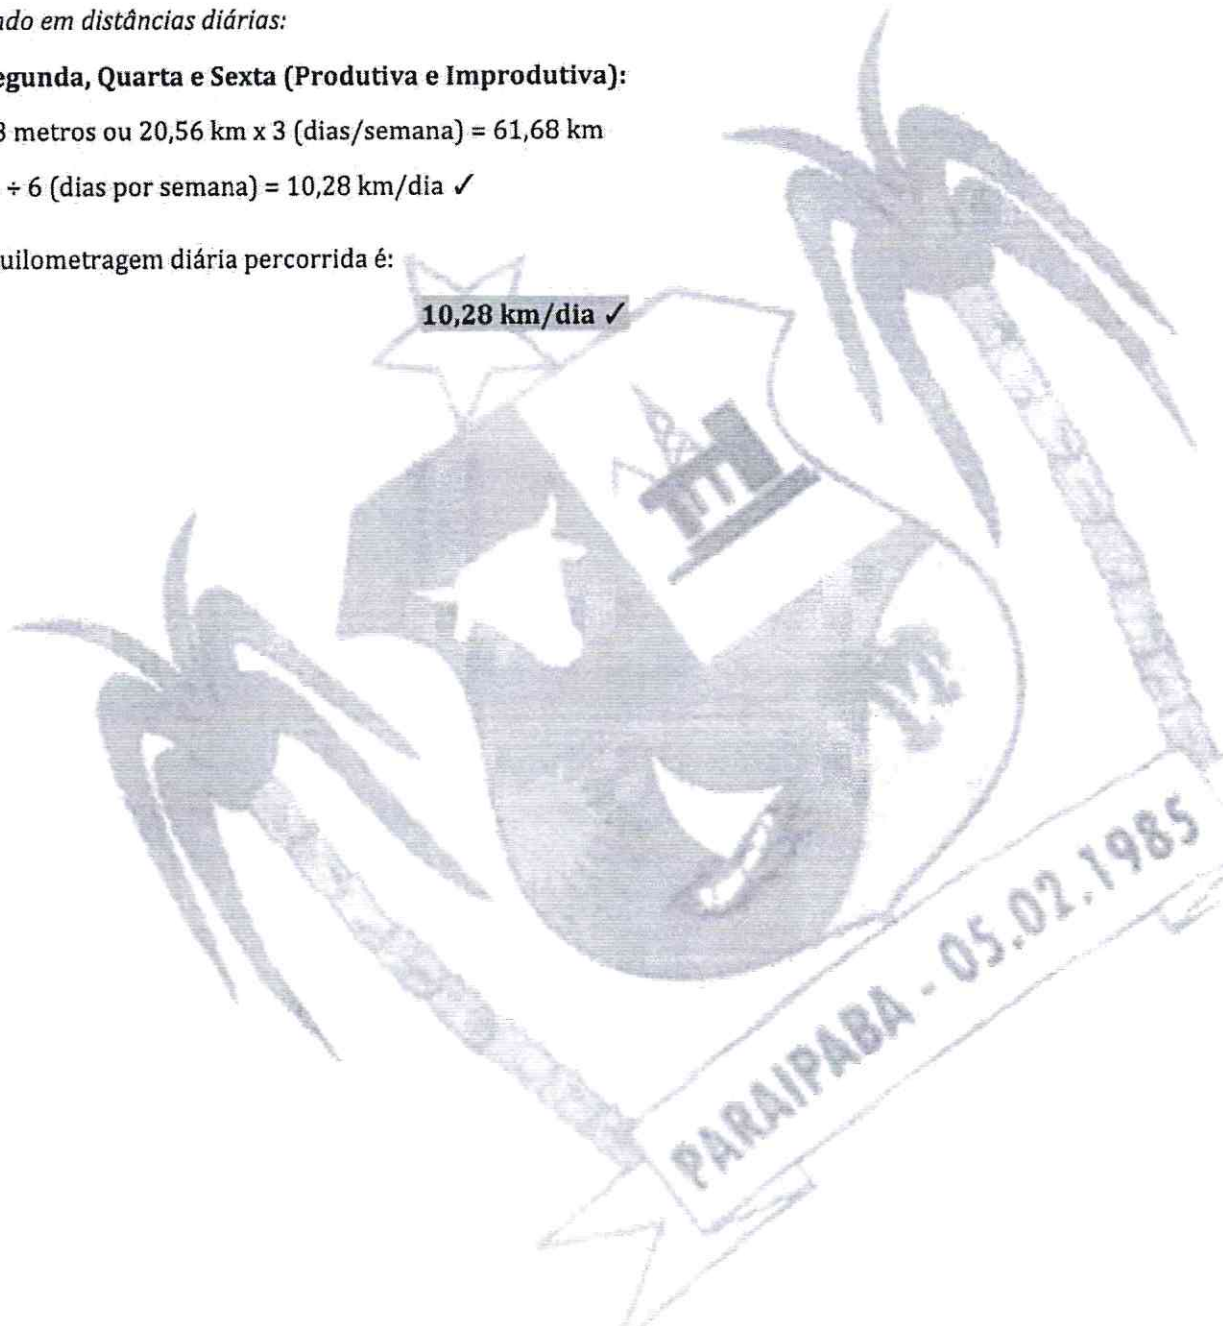 ndo em distâncias diárias:
egunda, Quarta e Sexta (Produtiva e Improdutiva):
3 metros ou 20,56 km x 3 (dias/semana) = 61,68 km
÷ 6 (dias por semana) = 10,28 km/dia ✓
uilometragem diária percorrida é:
10,28 km/dia ✓
PARAIPABA - 05.02.1985